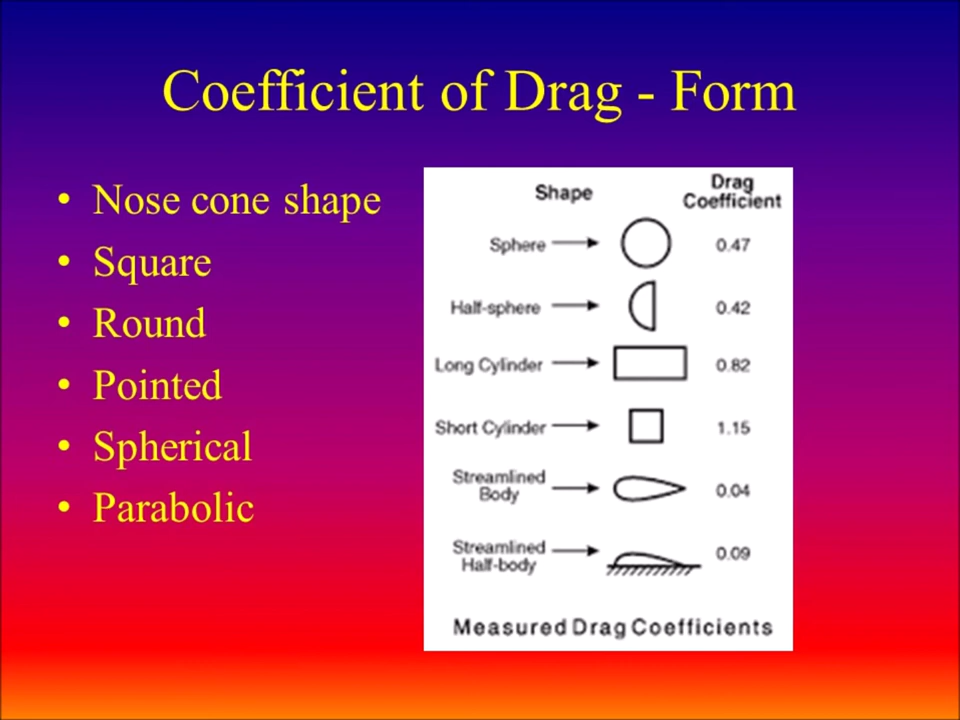 Coefficient of Drag - Form
• Nose cone shape
• Square
• Round
• Pointed
• Spherical
• Parabolic
Shape
Drag
Coefficient
Sphere 0.47
Half-sphere 0.42
Long Cylinder 0.82
Short Cylinder 1.15
Streamlined
Body 0.04
Streamlined
Half-body 0.09
Measured Drag Coefficients